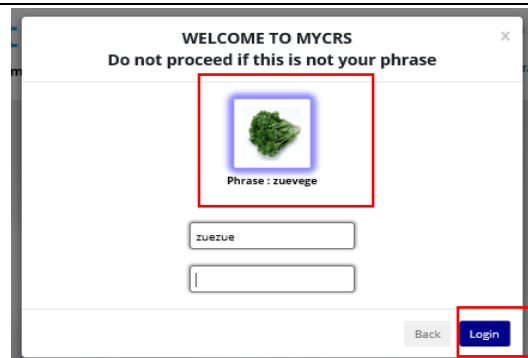 WELCOME TO MYCRS
x
Do not proceed if this is not your phrase
Phrase : zuevege
zuezue
Back
Login